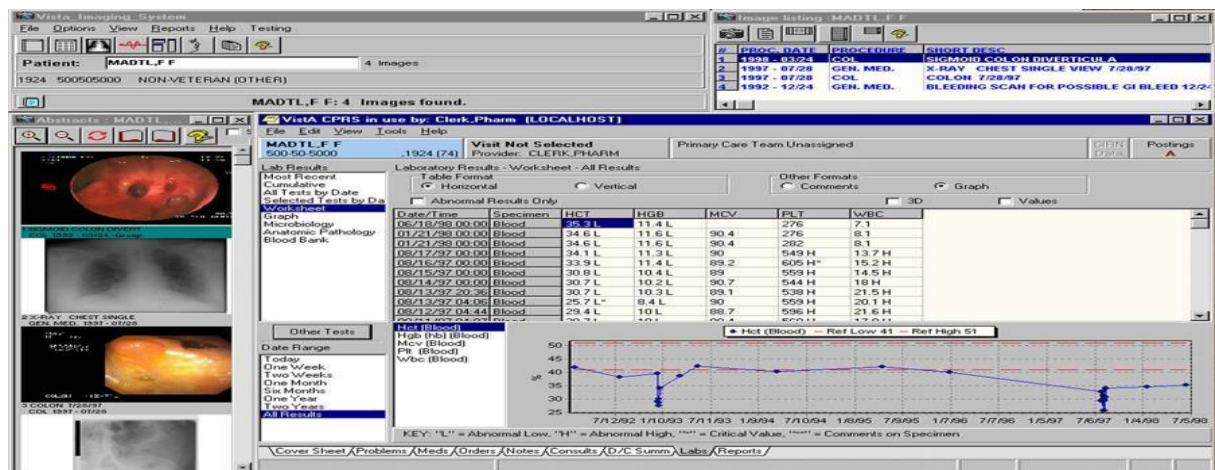 Vista_Imaging_System
File Options View Reports Help Testing
Patient: MADTL,F F 4 Images
1924 500505000 NON-VETERAN (OTHER)
MADTL,F F: 4 Images found.
Image listing :MADTL,F F
# PROC. DATE PROCEDURE SHORT DESC
1 1998 - 03/24 COL SIGMOID COLON DIVERTICULA
2 1997 - 07/28 GEN. MED. X-RAY CHEST SINGLE VIEW 7/28/97
3 1997 - 07/28 COL COLON 7/28/97
4 1992 - 12/24 GEN. MED. BLEEDING SCAN FOR POSSIBLE GI BLEED 12/24
Abstracts : MADTL
1 SIGMOID COLON DIVERT
COL 1998 - 03/24 -Group
2 X-RAY CHEST SINGLE
GEN. MED. 1997 - 07/28
3 COLON 7/28/97
COL 1997 - 07/28
VistA CPRS in use by: Clerk,Pharm (LOCALHOST)
File Edit View Tools Help
MADTL,F F Visit Not Selected Primary Care Team Unassigned Postings
500-50-5000 ,1924 (74) Provider: CLERK,PHARM A
Lab Results
Most Recent
Cumulative
All Tests by Date
Selected Tests by Da
Worksheet
Graph
Microbiology
Anatomic Pathology
Blood Bank
Other Tests
Date Range
Today
One Week
Two Weeks
One Month
Six Months
One Year
Two Years
All Results
Laboratory Results - Worksheet - All Results
Table Format Other Formats
Horizontal Vertical Comments Graph
Abnormal Results Only 3D Values
Date/Time Specimen HCT HGB MCV PLT WBC
06/18/98 00:00 Blood 35.3 L 11.4 L 276 7.1
01/21/98 00:00 Blood 34.6 L 11.6 L 90.4 276 8.1
01/21/98 00:00 Blood 34.6 L 11.6 L 90.4 282 8.1
08/17/97 00:00 Blood 34.1 L 11.3 L 90 549 H 13.7 H
08/16/97 00:00 Blood 33.9 L 11.4 L 89.2 605 H* 15.2 H
08/15/97 00:00 Blood 30.8 L 10.4 L 89 559 H 14.5 H
08/14/97 00:00 Blood 30.7 L 10.2 L 90.7 544 H 18 H
08/13/97 20:36 Blood 30.7 L 10.3 L 89.1 538 H 21.5 H
08/13/97 04:06 Blood 25.7 L* 8.4 L 90 559 H 20.1 H
08/12/97 04:44 Blood 29.4 L 10 L 88.7 596 H 21.6 H
Hct (Blood)
Hgb (hb) (Blood)
Mcv (Blood)
Plt (Blood)
Wbc (Blood)
Hct (Blood) Ref Low 41 Ref High 51
50
45
40
35
30
25
%
7/12/92 1/10/93 7/11/93 1/9/94 7/10/94 1/8/95 7/9/95 1/7/96 7/7/96 1/5/97 7/6/97 1/4/98 7/5/98
KEY: "L" = Abnormal Low, "H" = Abnormal High, "*" = Critical Value, "**" = Comments on Specimen
Cover Sheet Problems Meds Orders Notes Consults D/C Summ Labs Reports